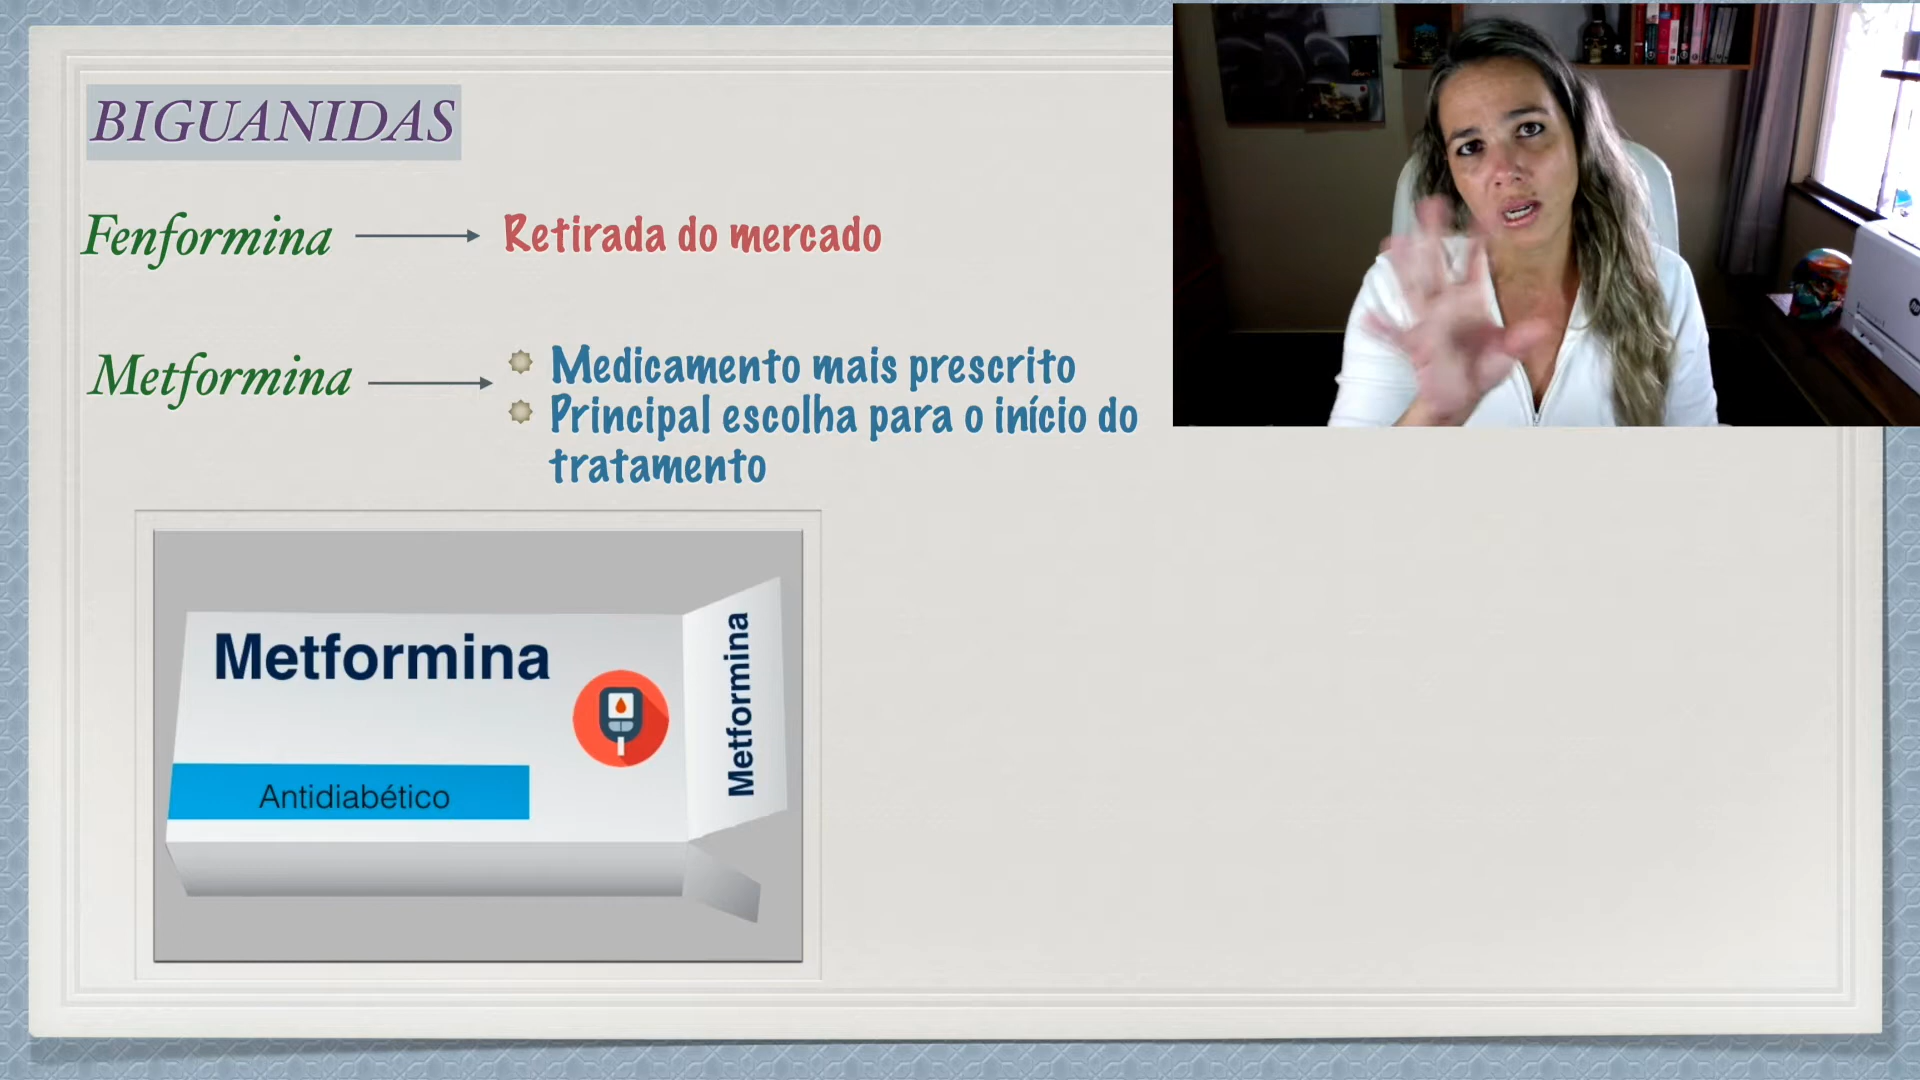 BIGUANIDAS
Fenformina
Retirada do mercado
Metformina
Medicamento mais prescrito
Principal escolha para o início do
tratamento
Metformina
Antidiabético
Metformina